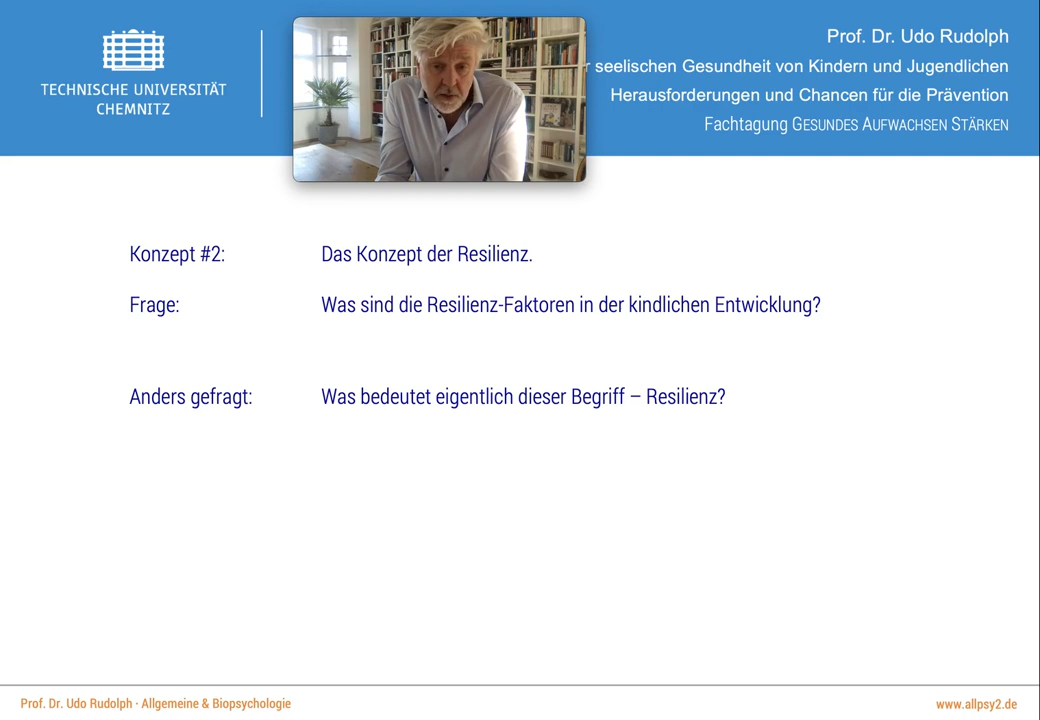 TECHNISCHE UNIVERSITÄT
CHEMNITZ
Prof. Dr. Udo Rudolph
seelischen Gesundheit von Kindern und Jugendlichen
Herausforderungen und Chancen für die Prävention
Fachtagung GESUNDES AUFWACHSEN STÄRKEN
Konzept #2: Das Konzept der Resilienz.
Frage: Was sind die Resilienz-Faktoren in der kindlichen Entwicklung?
Anders gefragt: Was bedeutet eigentlich dieser Begriff – Resilienz?
Prof. Dr. Udo Rudolph · Allgemeine & Biopsychologie
www.allpsy2.de